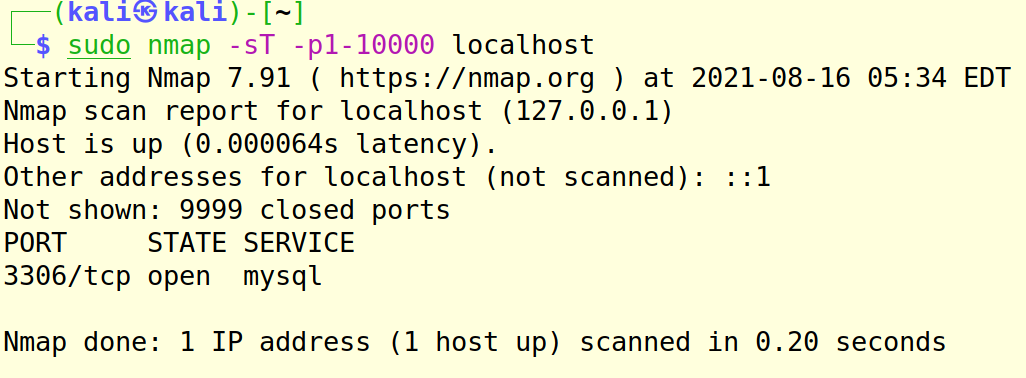 (kali㉿kali)-[~]
$ sudo nmap -sT -p1-10000 localhost
Starting Nmap 7.91 ( https://nmap.org ) at 2021-08-16 05:34 EDT
Nmap scan report for localhost (127.0.0.1)
Host is up (0.000064s latency).
Other addresses for localhost (not scanned): ::1
Not shown: 9999 closed ports
PORT     STATE SERVICE
3306/tcp open  mysql
Nmap done: 1 IP address (1 host up) scanned in 0.20 seconds